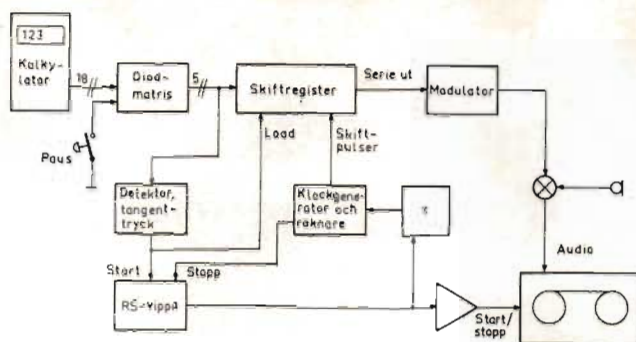 123
Kalky-
lator
18
Diod-
matris
5
Skiftregister
Serie ut
Modulator
Paus
Load
Skift-
pulser
Detektor,
tangent-
tryck
Klockgene-
rator och
räknare
Start
Stopp
Audio
RS-vippa
Start/
stopp